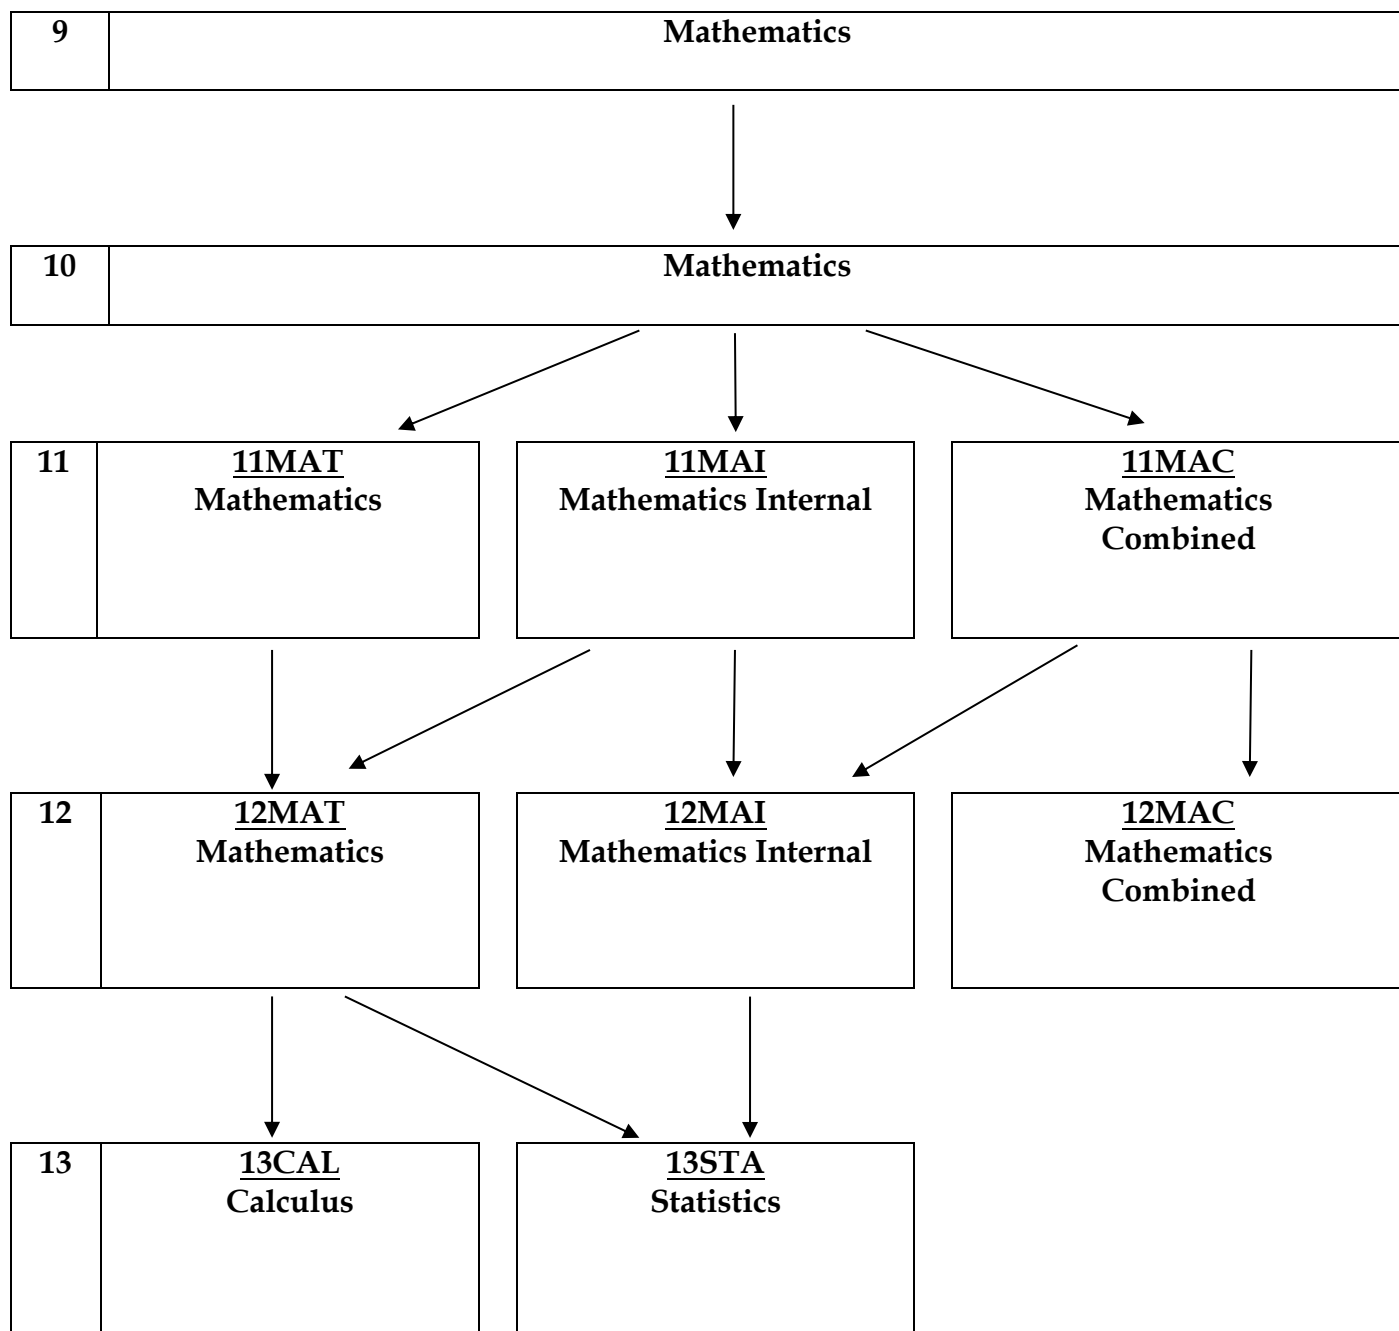 9 Mathematics
10 Mathematics
11 11MAT 11MAI 11MAC
Mathematics Mathematics Internal Mathematics
Combined
12 12MAT 12MAI 12MAC
Mathematics Mathematics Internal Mathematics
Combined
13 13CAL 13STA
Calculus Statistics